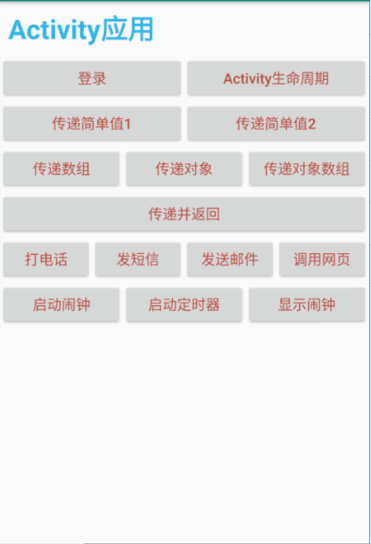 Activity应用
登录 Activity生命周期
传递简单值1 传递简单值2
传递数组 传递对象 传递对象数组
传递并返回
打电话 发短信 发送邮件 调用网页
启动闹钟 启动定时器 显示闹钟